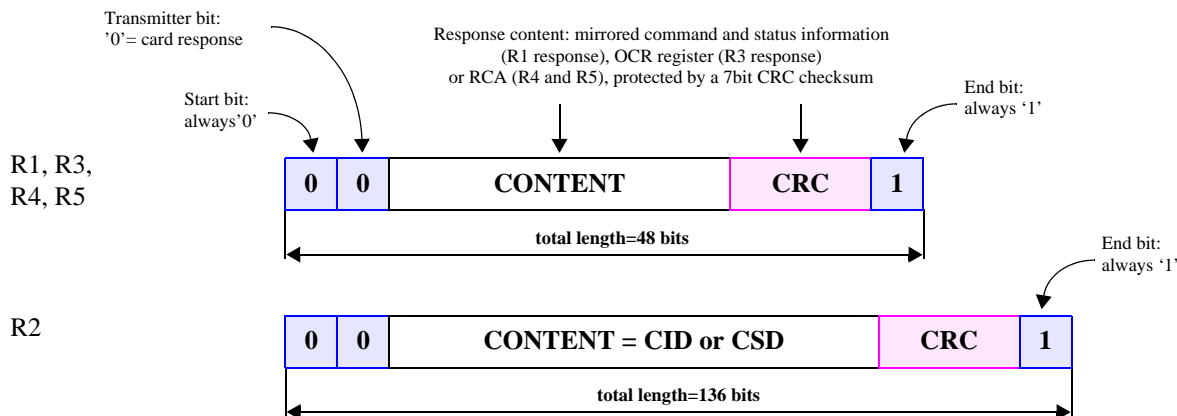 Transmitter bit:
’0’= card response
Response content: mirrored command and status information
(R1 response), OCR register (R3 response)
or RCA (R4 and R5), protected by a 7bit CRC checksum
Start bit:
always’0’
End bit:
always ‘1’
R1, R3,
R4, R5
0 0 CONTENT CRC 1
total length=48 bits
End bit:
always ‘1’
R2
0 0 CONTENT = CID or CSD CRC 1
total length=136 bits